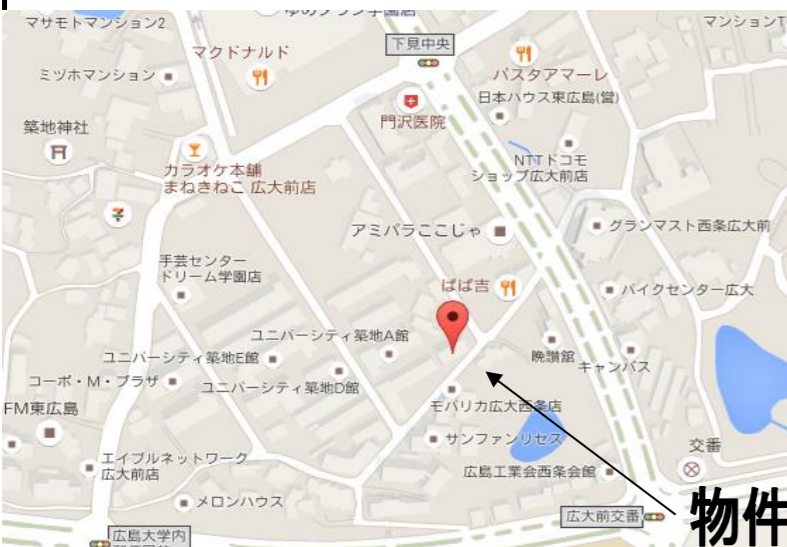 マサモトマンション2
ゆめタウン学園店
マンションT
マクドナルド
下見中央
ミヅホマンション
パスタアマーレ
日本ハウス東広島(営)
門沢医院
築地神社
カラオケ本舗
まねきねこ 広大前店
NTTドコモ
ショップ広大前店
アミパラここじゃ
グランマスト西条広大前
手芸センター
ドリーム学園店
ばば吉
バイクセンター広大
ユニバーシティ築地A館
ユニバーシティ築地E館
晩讃館
キャンパス
コーポ・M・プラザ
ユニバーシティ築地D館
モバリカ広大西条店
FM東広島
サンファンリセス
交番
エイブルネットワーク
広大前店
広島工業会西条会館
メロンハウス
広大前交番
物件
広島大学内